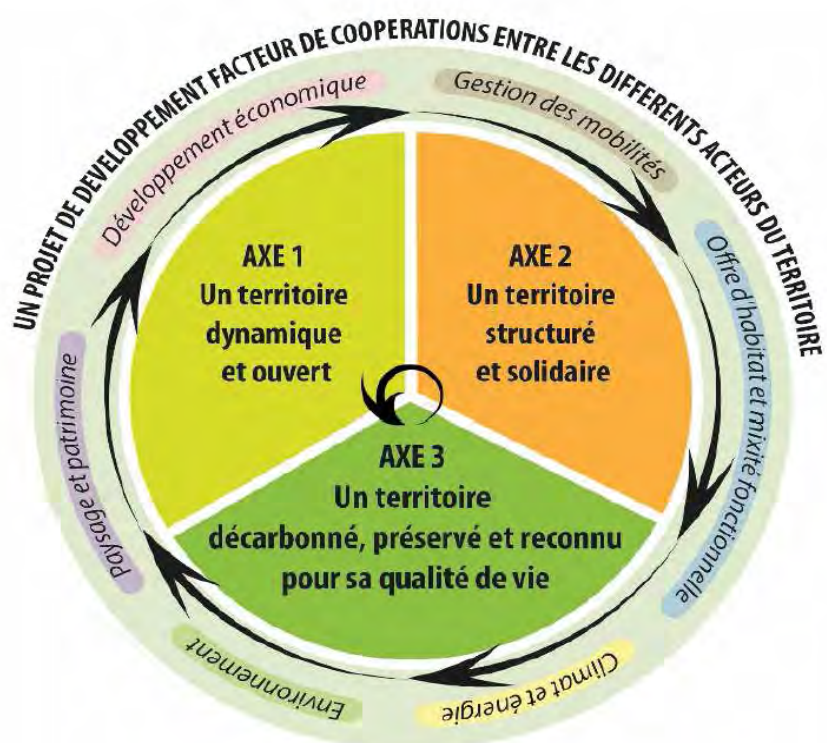 UN PROJET DE DEVELOPPEMENT FACTEUR DE COOPERATIONS ENTRE LES DIFFERENTS ACTEURS DU TERRITOIRE
Développement économique
Gestion des mobilités
Offre d'habitat et mixité fonctionnelle
Climat et énergie
Environnement
Paysage et patrimoine
AXE 1
Un territoire
dynamique
et ouvert
AXE 2
Un territoire
structuré
et solidaire
AXE 3
Un territoire
décarbonné, préservé et reconnu
pour sa qualité de vie